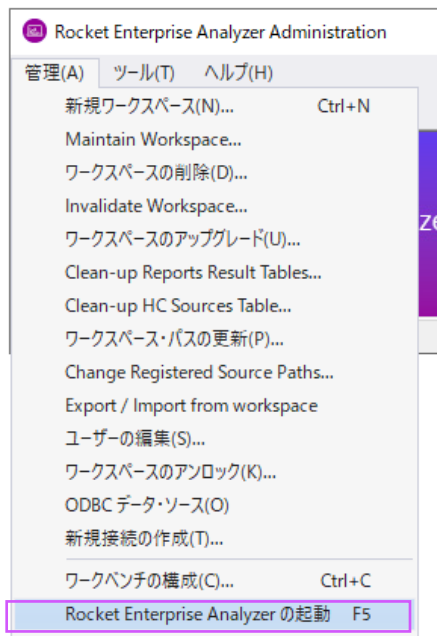 Rocket Enterprise Analyzer Administration
管理(A) ツール(T) ヘルプ(H)
新規ワークスペース(N)... Ctrl+N
Maintain Workspace...
ワークスペースの削除(D)...
Invalidate Workspace...
ワークスペースのアップグレード(U)...
Clean-up Reports Result Tables...
Clean-up HC Sources Table...
ワークスペース・パスの更新(P)...
Change Registered Source Paths...
Export / Import from workspace
ユーザーの編集(S)...
ワークスペースのアンロック(K)...
ODBC データ・ソース(O)
新規接続の作成(T)...
ワークベンチの構成(C)... Ctrl+C
Rocket Enterprise Analyzer の起動 F5